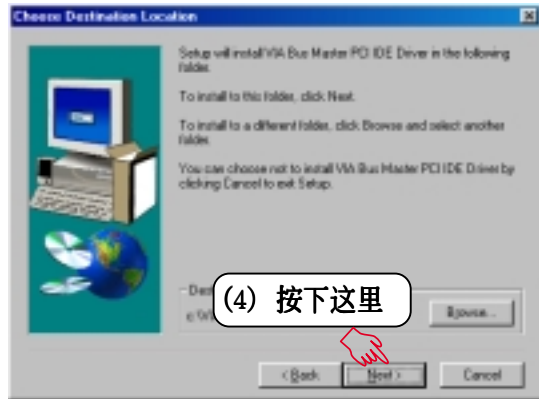 Choose Destination Location
Setup will install VIA Bus Master PCI IDE Driver in the following
folder.
To install to this folder, click Next.
To install to a different folder, click Browse and select another
folder.
You can choose not to install VIA Bus Master PCI IDE Driver by
clicking Cancel to exit Setup.
Des
(4) 按下这里
Browse...
< Back
Next >
Cancel